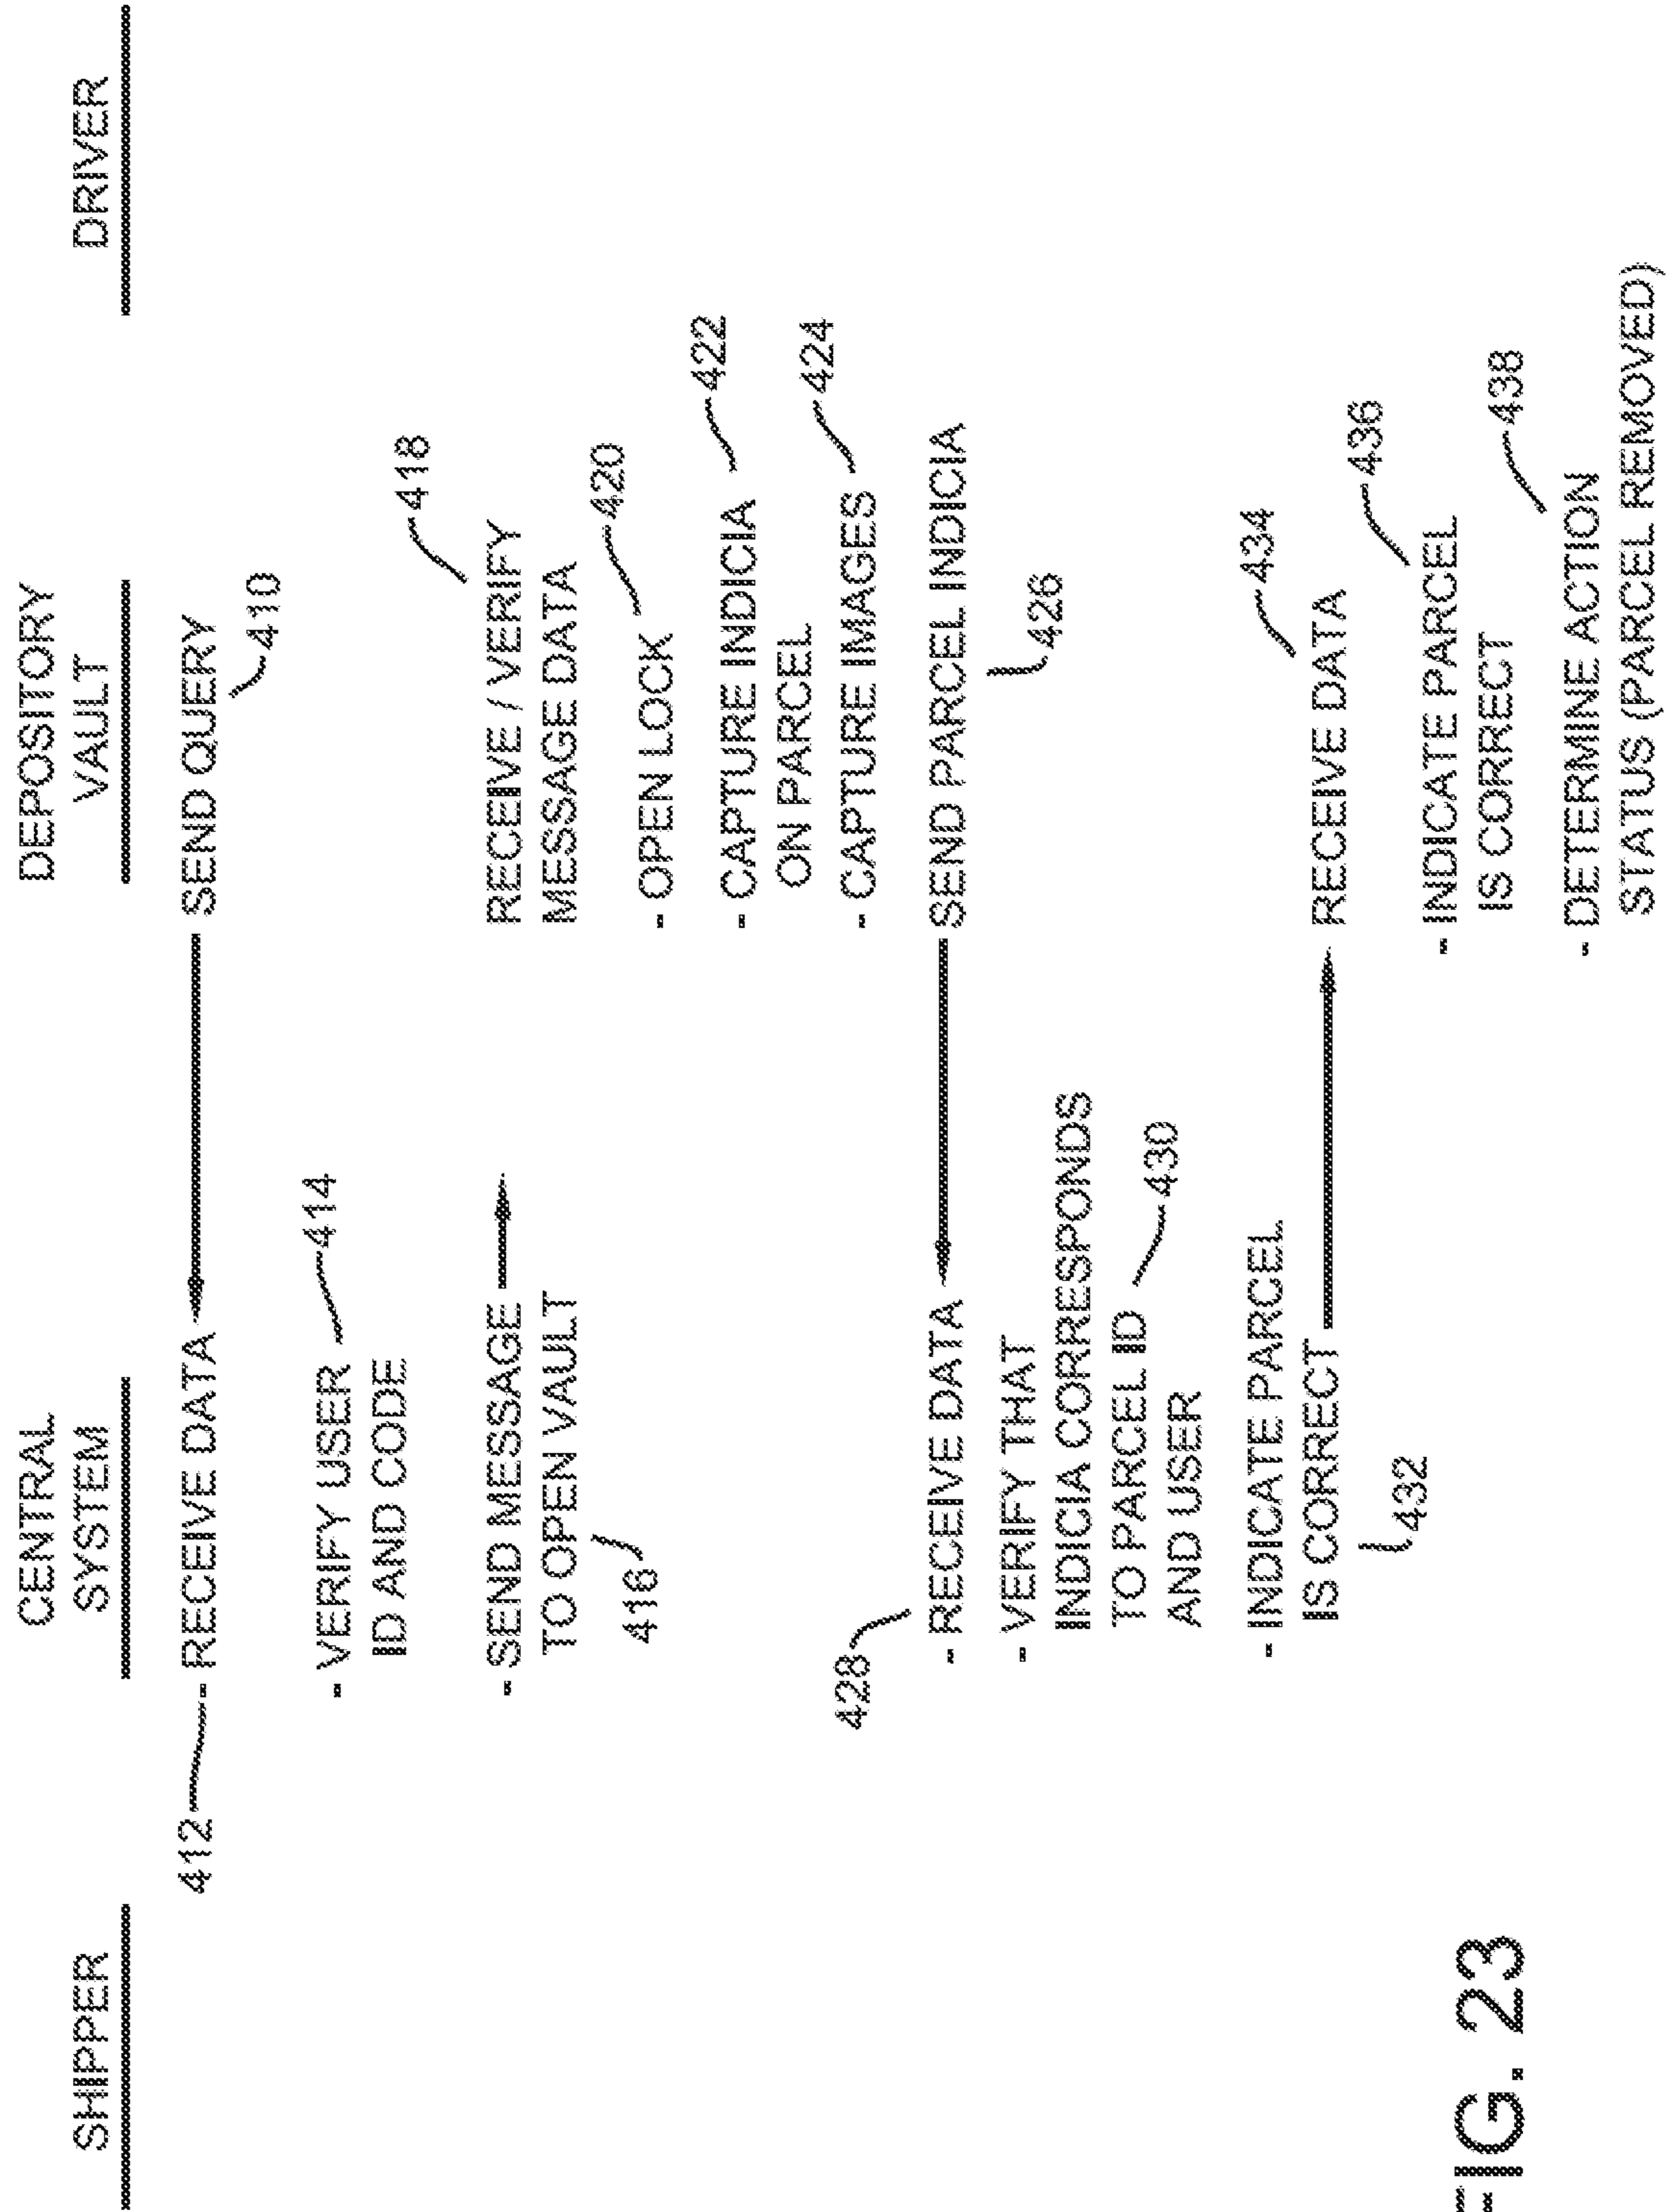 SHIPPER
CENTRAL
SYSTEM
DEPOSITORY
VAULT
DRIVER
412 - RECEIVE DATA
SEND QUERY
410
- VERIFY USER
ID AND CODE
414
- SEND MESSAGE
TO OPEN VAULT
416
RECEIVE / VERIFY
MESSAGE DATA
418
- OPEN LOCK
420
- CAPTURE INDICIA
ON PARCEL
422
- CAPTURE IMAGES
424
SEND PARCEL INDICIA
426
428
- RECEIVE DATA
- VERIFY THAT
INDICIA CORRESPONDS
TO PARCEL ID
AND USER
430
- INDICATE PARCEL
IS CORRECT
432
RECEIVE DATA
434
- INDICATE PARCEL
IS CORRECT
436
- DETERMINE ACTION
STATUS (PARCEL REMOVED)
438
FIG. 23